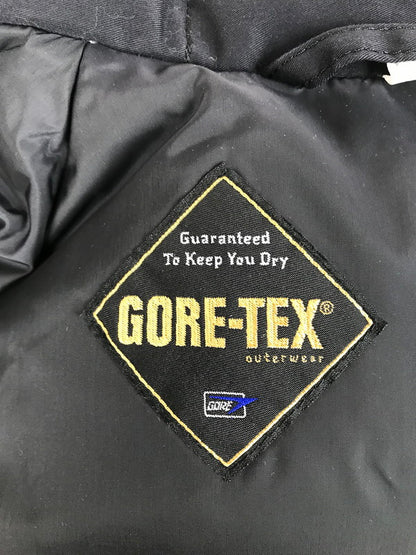 Guaranteed
To Keep You Dry
GORE-TEX®
outerwear
GORE